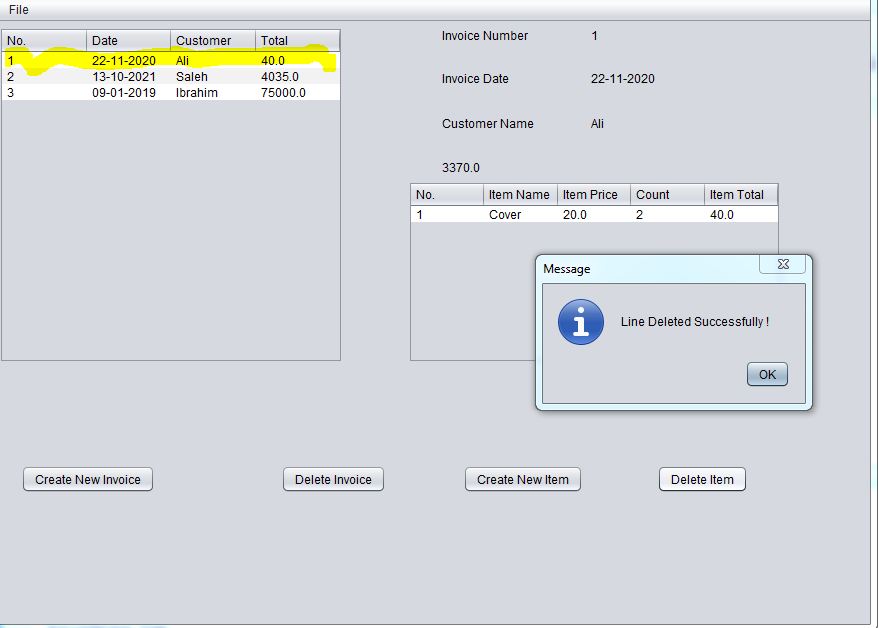 File
No. Date Customer Total
1 22-11-2020 Ali 40.0
2 13-10-2021 Saleh 4035.0
3 09-01-2019 Ibrahim 75000.0
Invoice Number 1
Invoice Date 22-11-2020
Customer Name Ali
3370.0
No. Item Name Item Price Count Item Total
1 Cover 20.0 2 40.0
Message
Line Deleted Successfully !
OK
Create New Invoice Delete Invoice Create New Item Delete Item